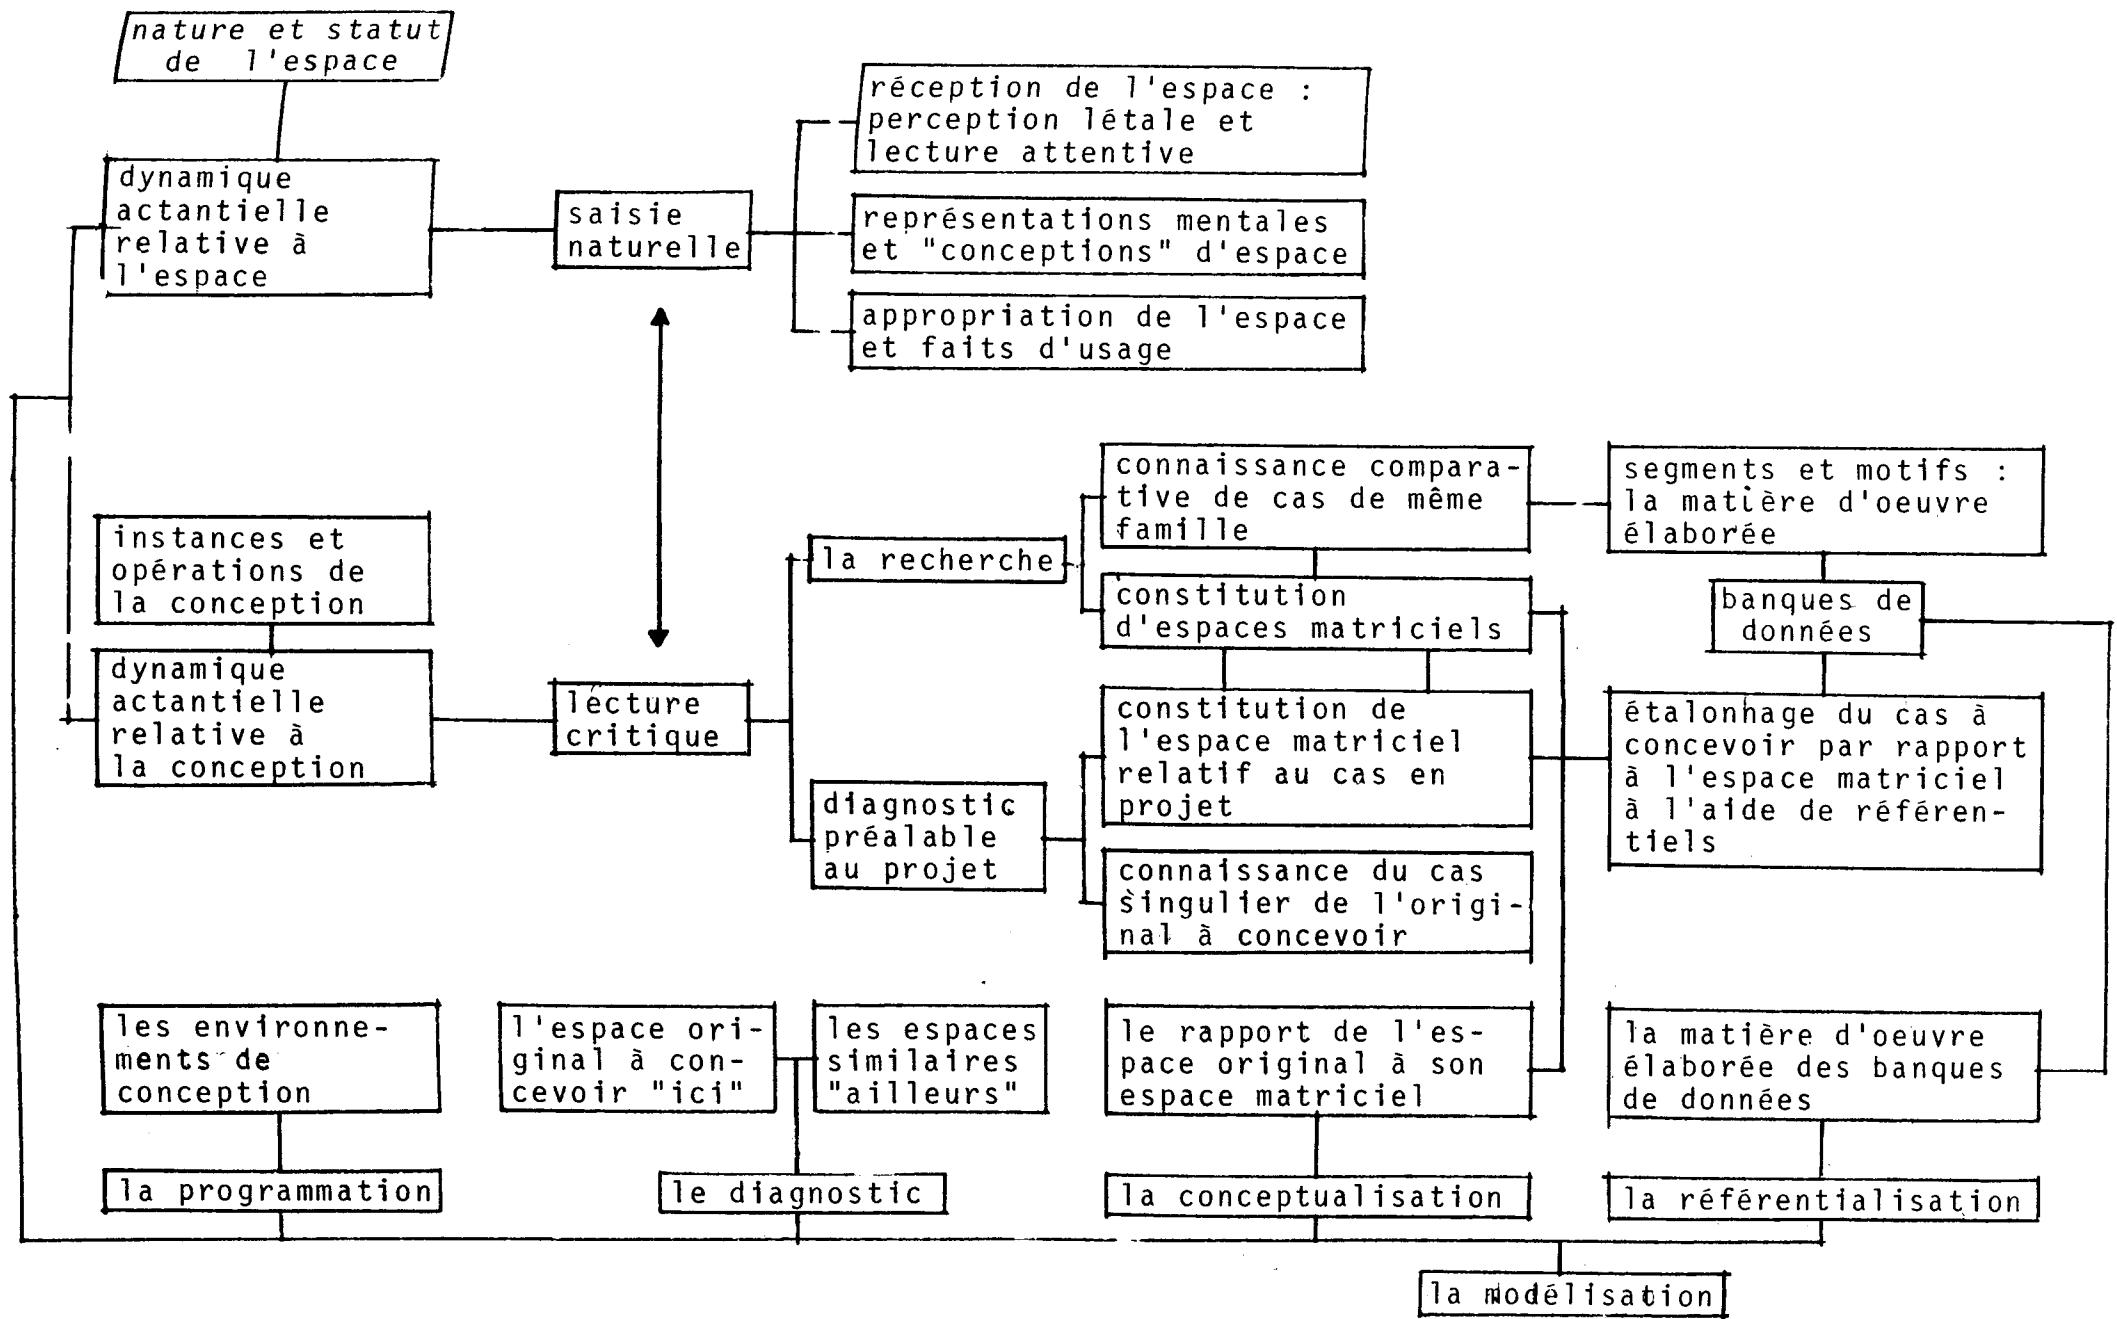 nature et statut
de l'espace
dynamique
actantielle
relative à
l'espace
saisie
naturelle
réception de l'espace :
perception létale et
lecture attentive
représentations mentales
et "conceptions" d'espace
appropriation de l'espace
et faits d'usage
instances et
opérations de
la conception
dynamique
actantielle
relative à
la conception
lecture
critique
la recherche
diagnostic
préalable
au projet
connaissance compara-
tive de cas de même
famille
constitution
d'espaces matriciels
constitution de
l'espace matriciel
relatif au cas en
projet
connaissance du cas
singulier de l'origi-
nal à concevoir
segments et motifs :
la matière d'oeuvre
élaborée
banques de
données
étalonhage du cas à
concevoir par rapport
à l'espace matriciel
à l'aide de référen-
tiels
les environne-
ments de
conception
l'espace ori-
ginal à con-
cevoir "ici"
les espaces
similaires
"ailleurs"
le rapport de l'es-
pace original à son
espace matriciel
la matière d'oeuvre
élaborée des banques
de données
la programmation
le diagnostic
la conceptualisation
la référentialisation
la modélisation